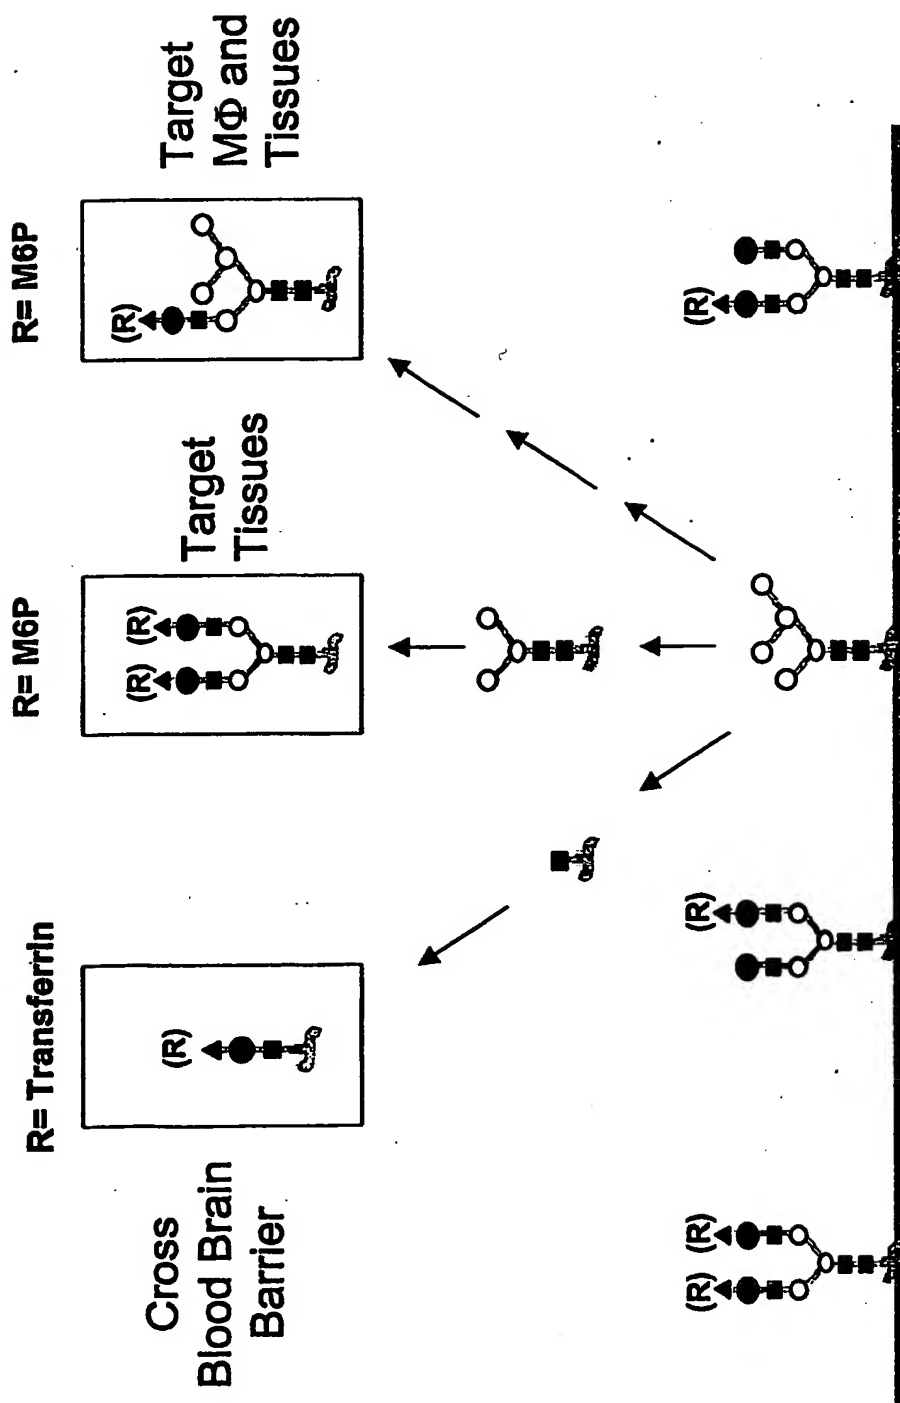 R= Transferrin
R= M6P
R= M6P
Cross
Blood Brain
Barrier
(R)
(R) (R)
Target
Tissues
(R)
Target
MΦ and
Tissues
(R) (R)
(R)
(R)